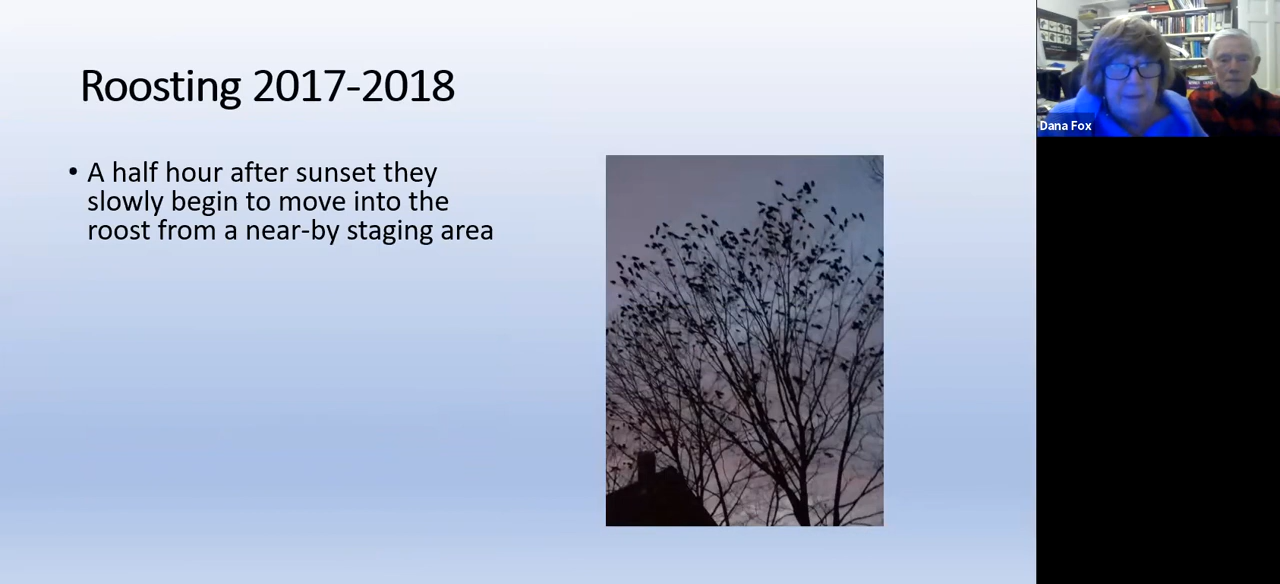 Roosting 2017-2018
• A half hour after sunset they
slowly begin to move into the
roost from a near-by staging area
Dana Fox